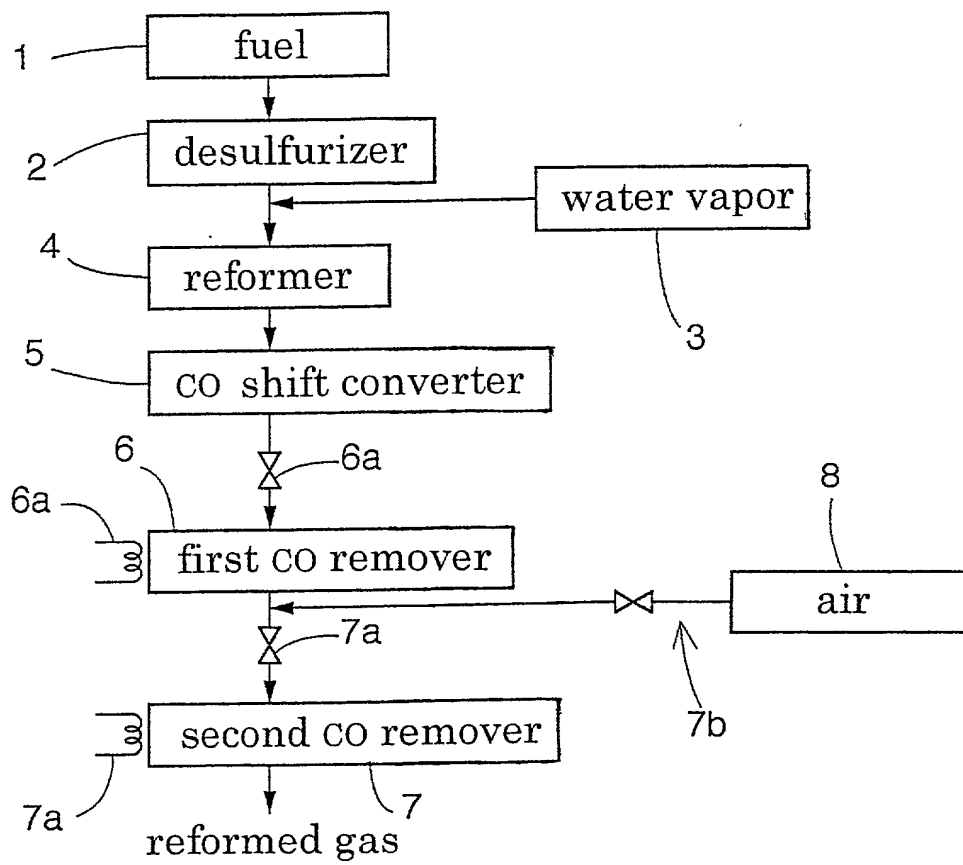 1
fuel
2
desulfurizer
water vapor
3
4
reformer
5
CO shift converter
6a
6
6a
first CO remover
8
air
7a
7b
second CO remover
7a
7
reformed gas